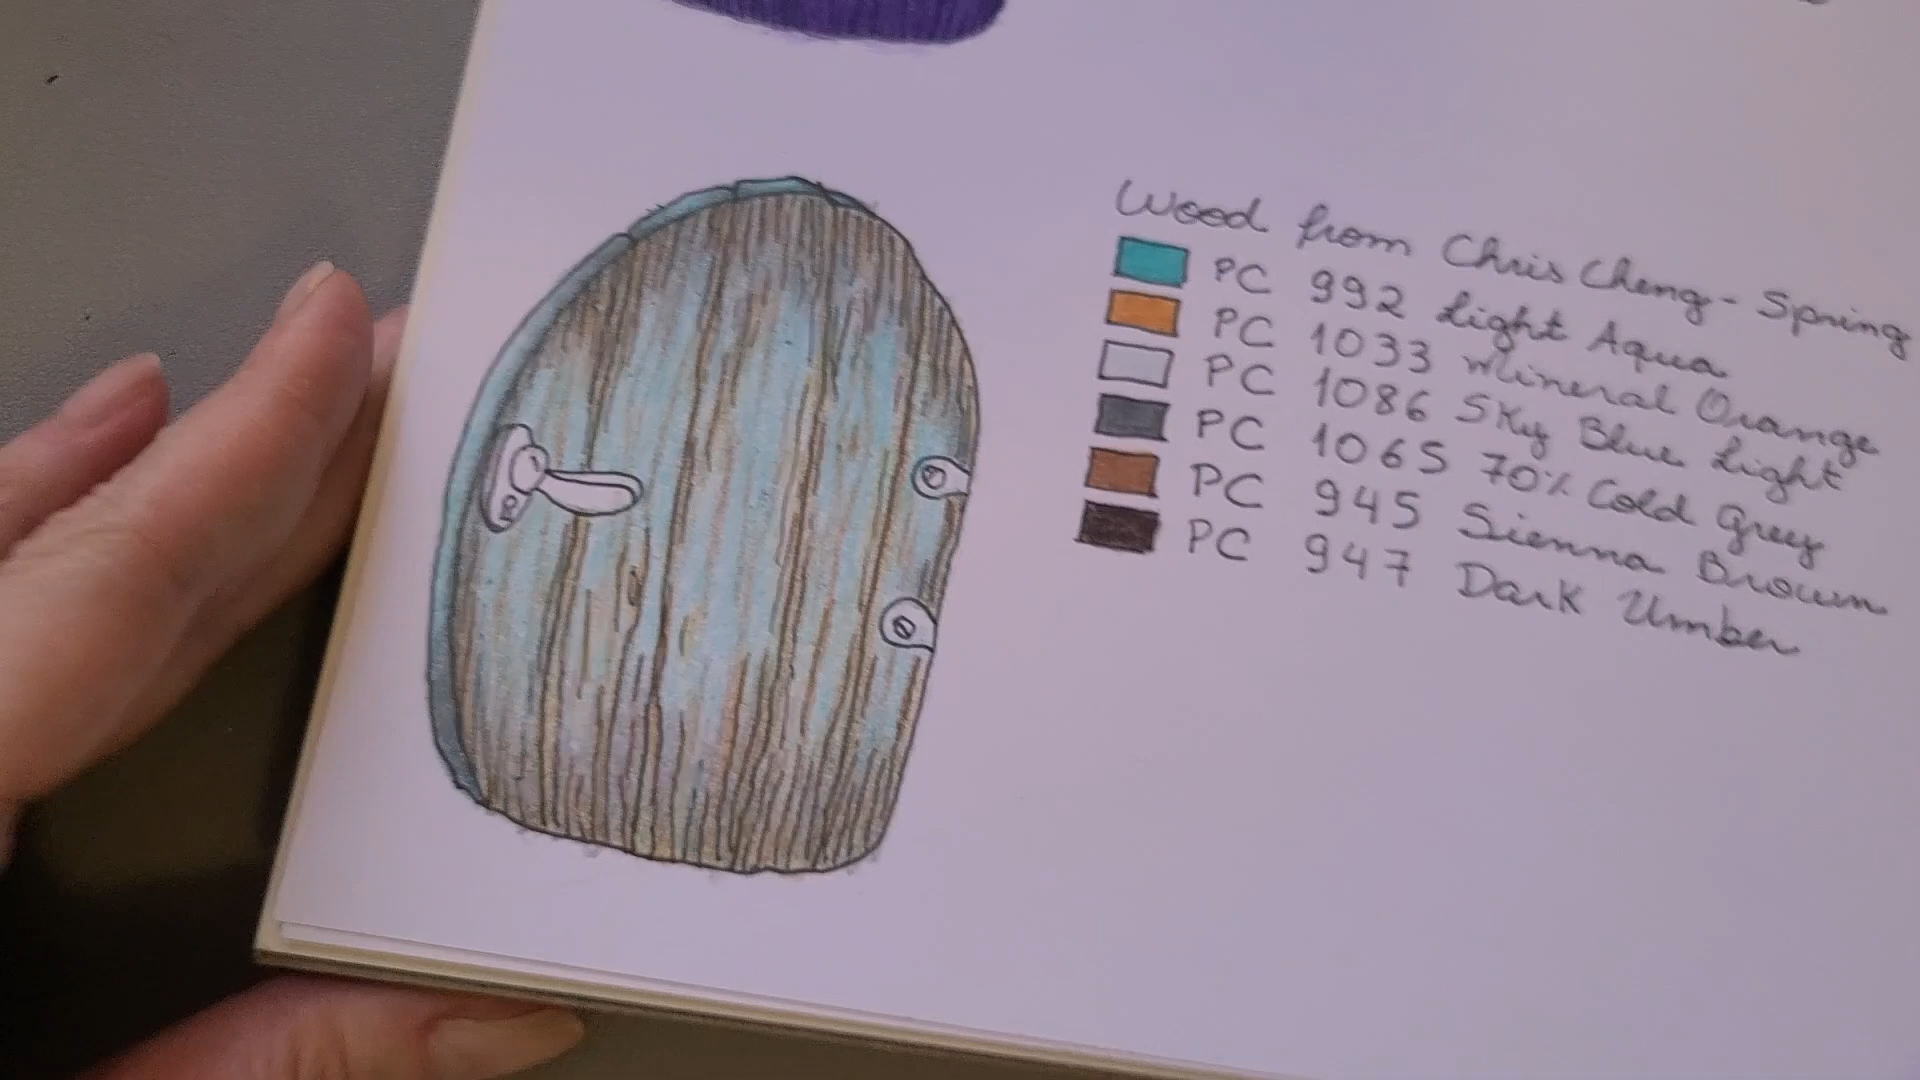 Wood from Chris Cheng - Spring
PC 992 Light Aqua
PC 1033 Mineral Orange
PC 1086 Sky Blue Light
PC 1065 70% Cold Grey
PC 945 Sienna Brown
PC 947 Dark Umber